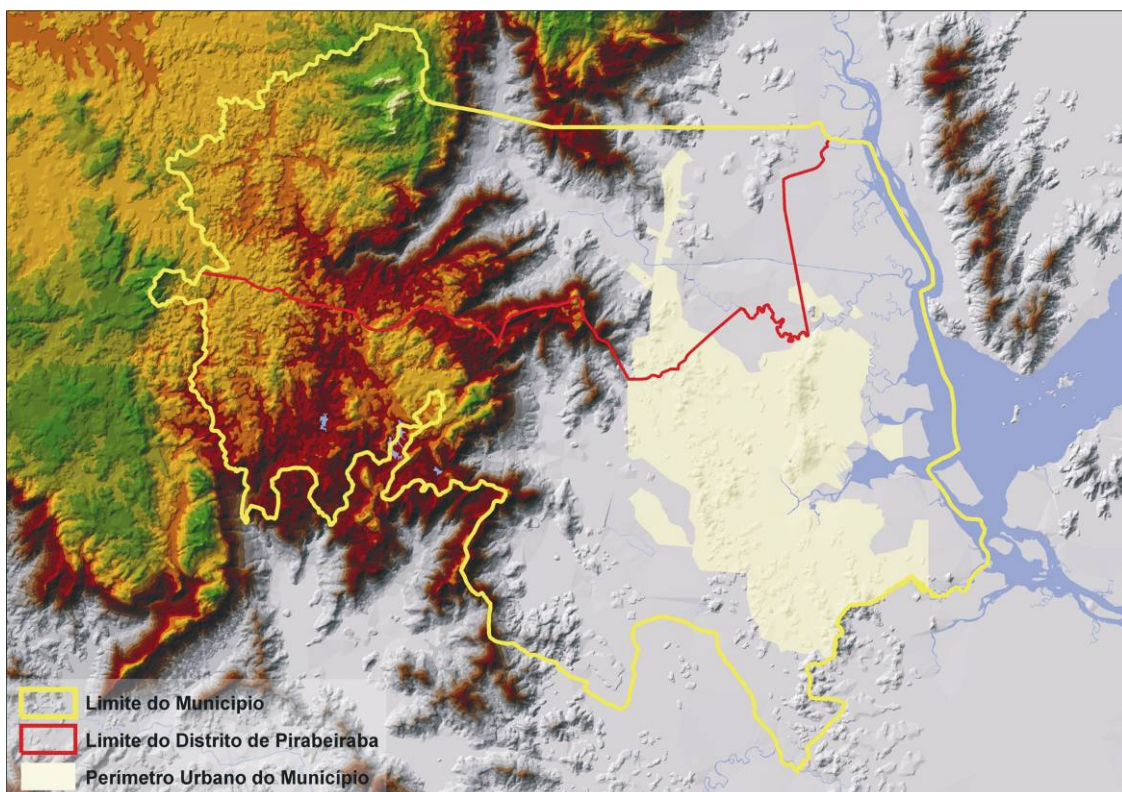 Limite do Município
Limite do Distrito de Pirabeiraba
Perímetro Urbano do Município